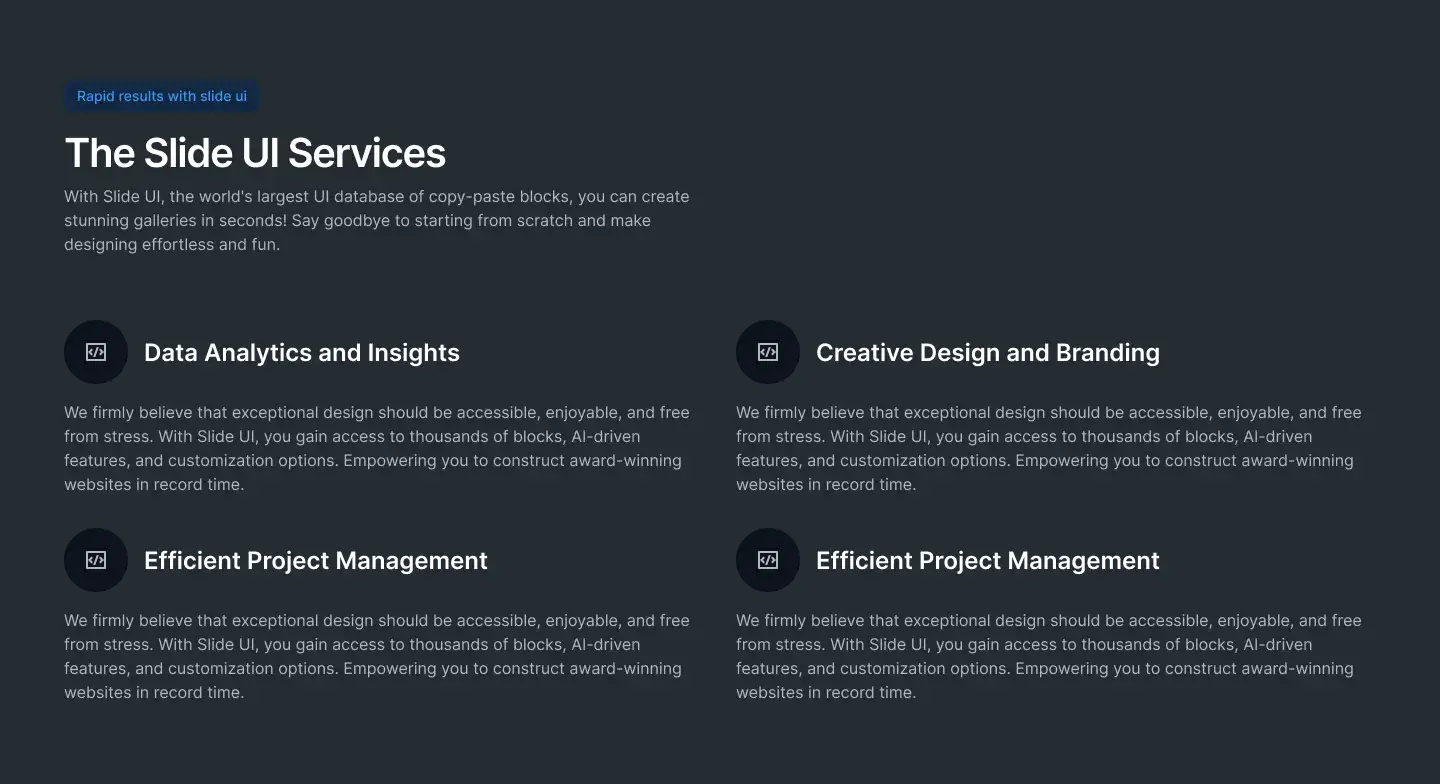 Rapid results with slide ui
The Slide UI Services
With Slide UI, the world's largest UI database of copy-paste blocks, you can create
stunning galleries in seconds! Say goodbye to starting from scratch and make
designing effortless and fun.
Data Analytics and Insights
We firmly believe that exceptional design should be accessible, enjoyable, and free
from stress. With Slide UI, you gain access to thousands of blocks, AI-driven
features, and customization options. Empowering you to construct award-winning
websites in record time.
Creative Design and Branding
We firmly believe that exceptional design should be accessible, enjoyable, and free
from stress. With Slide UI, you gain access to thousands of blocks, AI-driven
features, and customization options. Empowering you to construct award-winning
websites in record time.
Efficient Project Management
We firmly believe that exceptional design should be accessible, enjoyable, and free
from stress. With Slide UI, you gain access to thousands of blocks, AI-driven
features, and customization options. Empowering you to construct award-winning
websites in record time.
Efficient Project Management
We firmly believe that exceptional design should be accessible, enjoyable, and free
from stress. With Slide UI, you gain access to thousands of blocks, AI-driven
features, and customization options. Empowering you to construct award-winning
websites in record time.